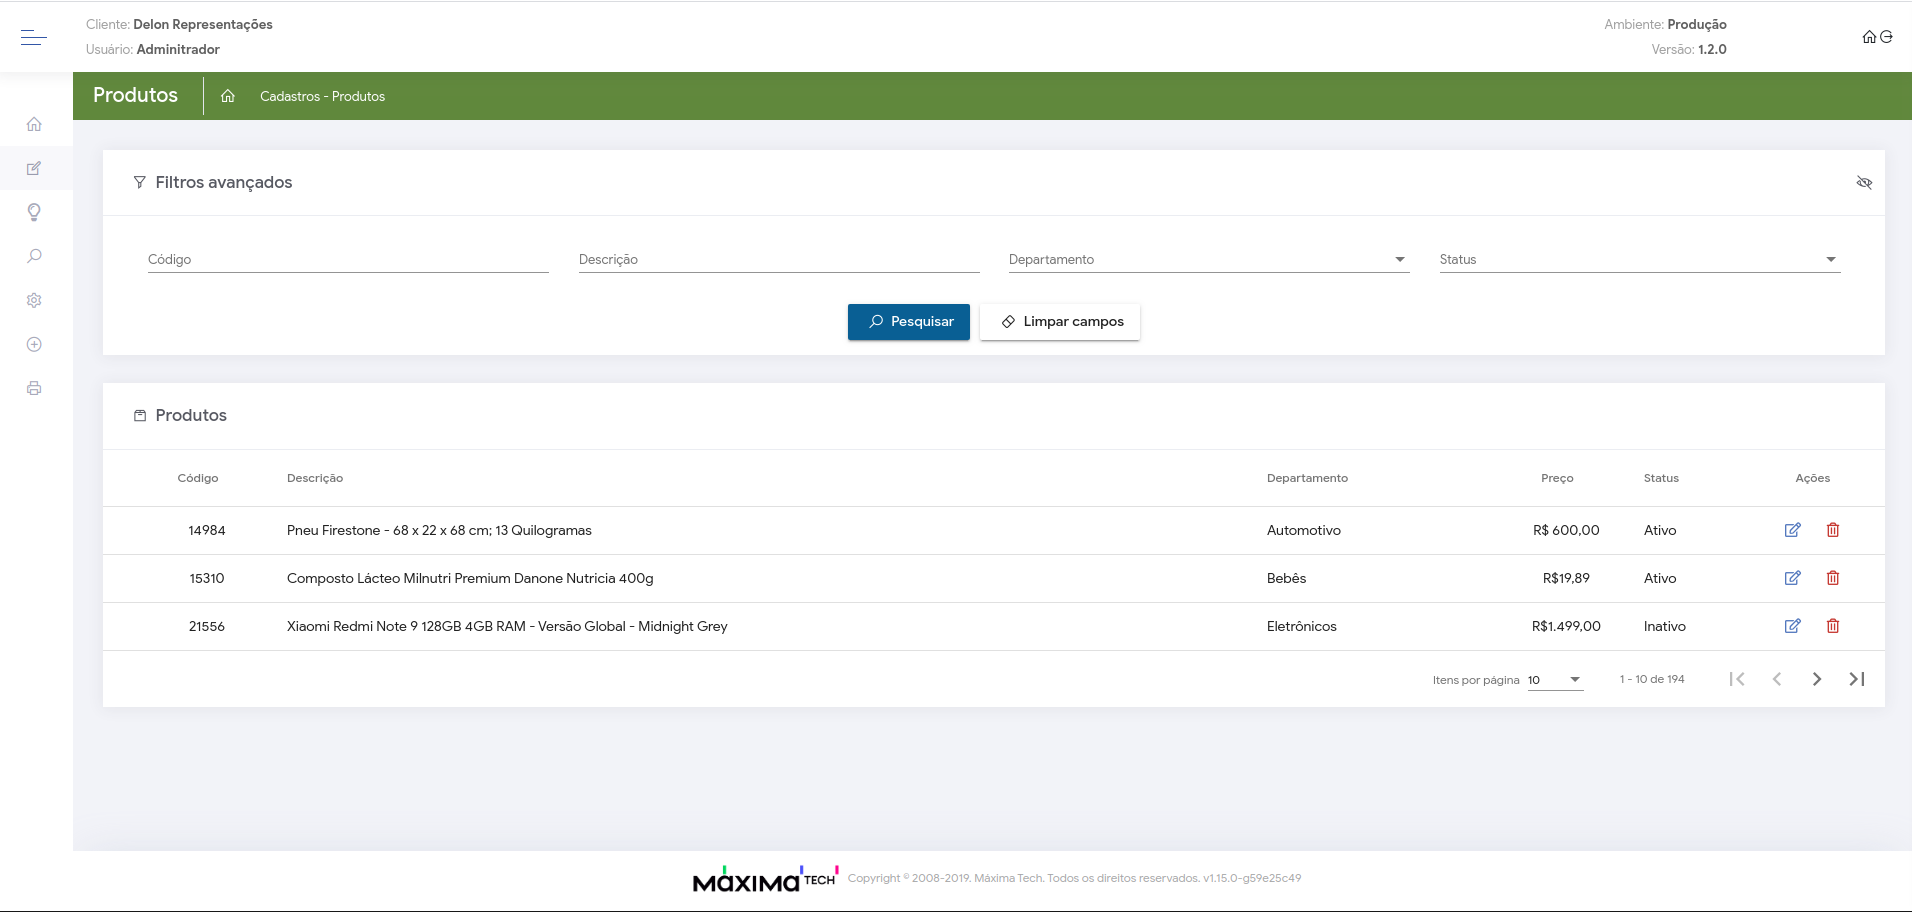 Cliente: Delon Representações
Usuário: Adminitrador
Ambiente: Produção
Versão: 1.2.0
Produtos
Cadastros - Produtos
Filtros avançados
Código
Descrição
Departamento
Status
Pesquisar
Limpar campos
Produtos
Código Descrição Departamento Preço Status Ações
14984 Pneu Firestone - 68 x 22 x 68 cm; 13 Quilogramas Automotivo R$ 600,00 Ativo
15310 Composto Lácteo Milnutri Premium Danone Nutricia 400g Bebês R$19,89 Ativo
21556 Xiaomi Redmi Note 9 128GB 4GB RAM - Versão Global - Midnight Grey Eletrônicos R$1.499,00 Inativo
Itens por página 10 1 - 10 de 194
MÁXIMA TECH Copyright © 2008-2019. Máxima Tech. Todos os direitos reservados. v1.15.0-g59e25c49